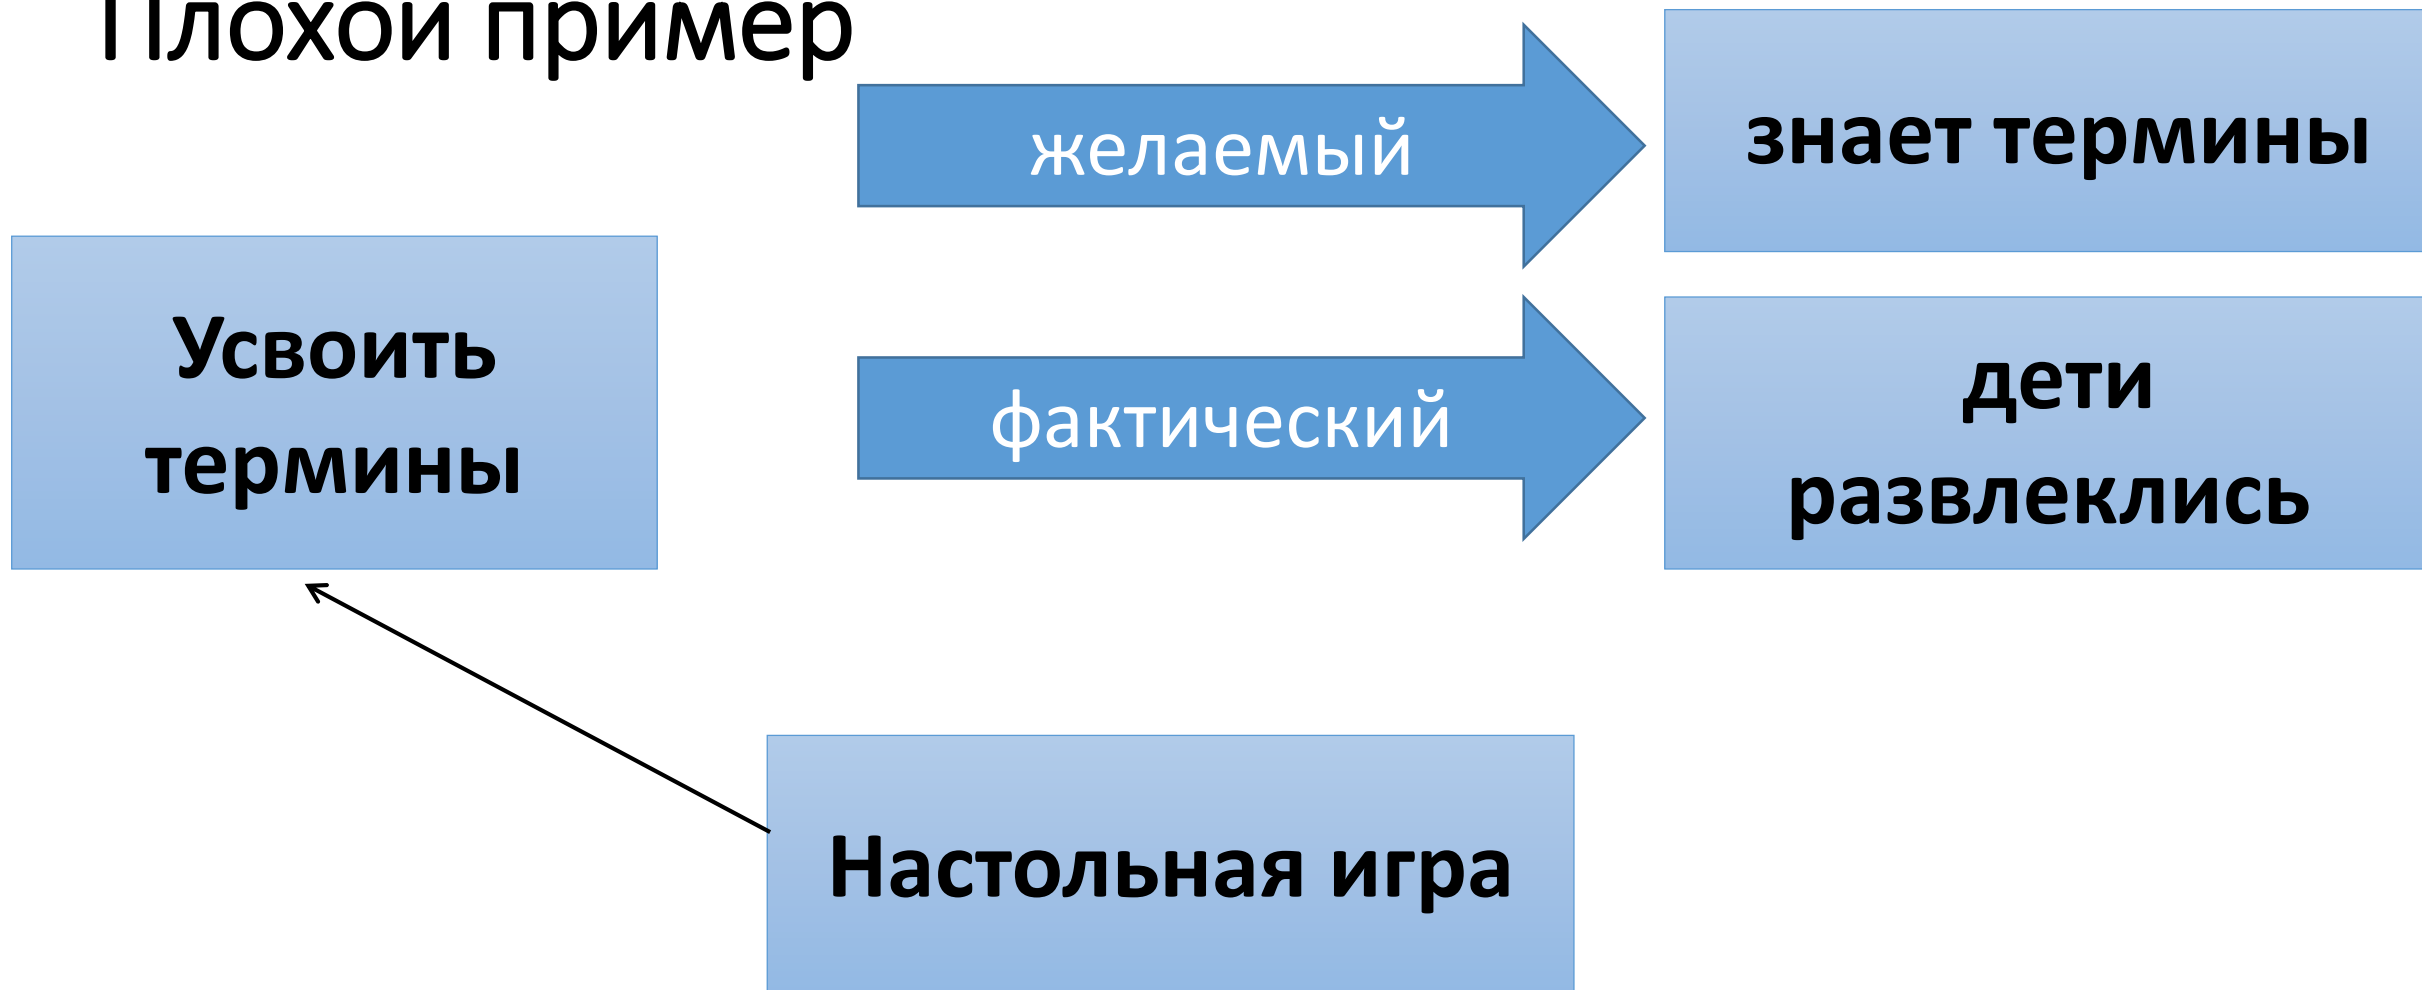 Плохой пример
желаемый
знает термины
Усвоить
термины
фактический
дети
развлеклись
Настольная игра